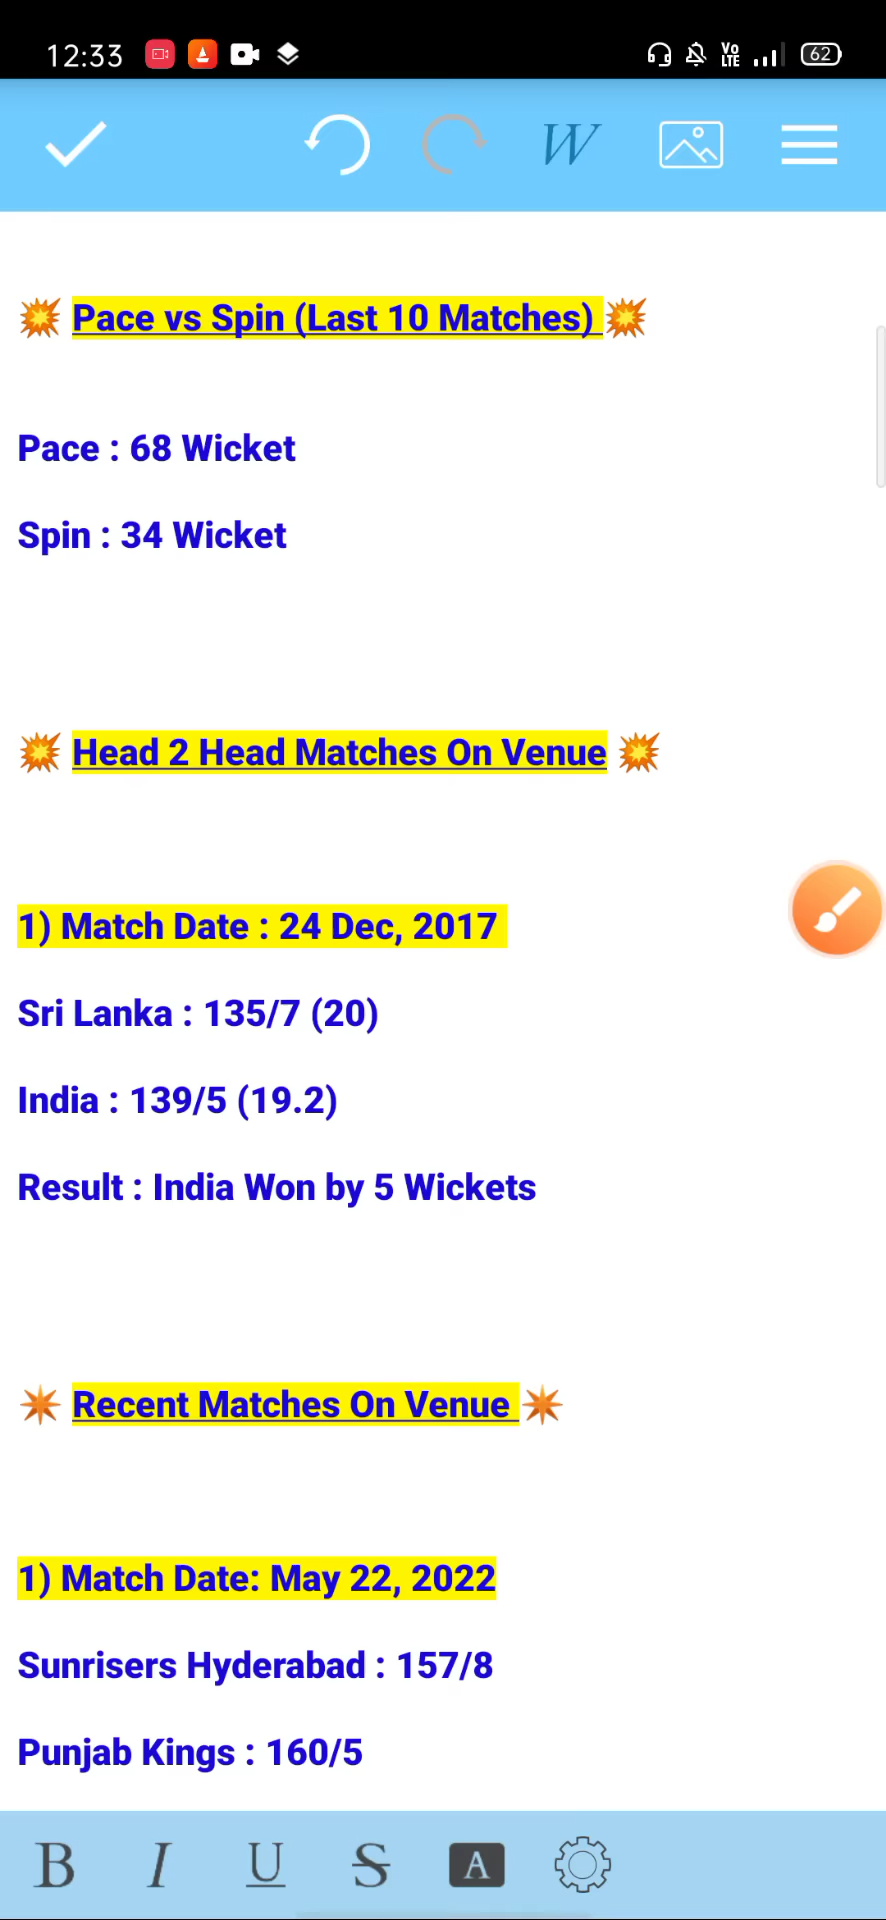 12:33
Vo LTE
62
W
💥 Pace vs Spin (Last 10 Matches) 💥
Pace : 68 Wicket
Spin : 34 Wicket
💥 Head 2 Head Matches On Venue 💥
1) Match Date : 24 Dec, 2017
Sri Lanka : 135/7 (20)
India : 139/5 (19.2)
Result : India Won by 5 Wickets
✴ Recent Matches On Venue ✴
1) Match Date: May 22, 2022
Sunrisers Hyderabad : 157/8
Punjab Kings : 160/5
B I U S A